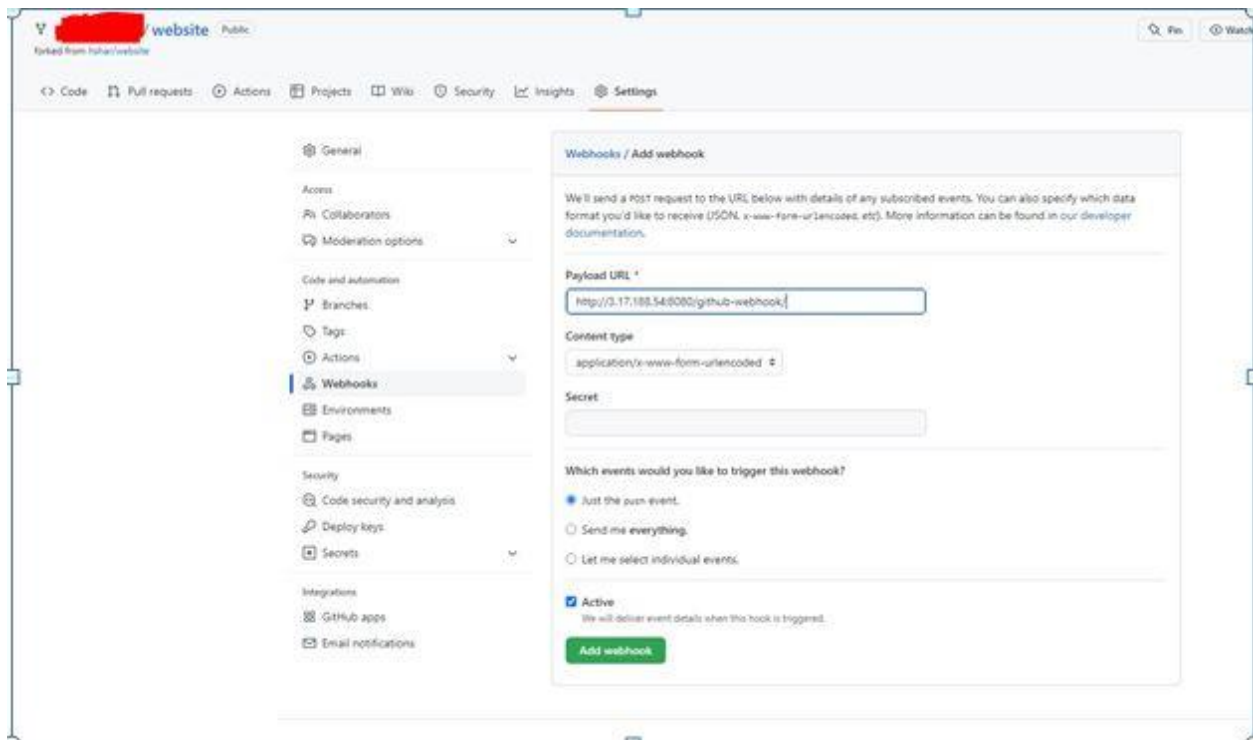 / website Public
forked from hshar/website
Pin
Watch
Code Pull requests Actions Projects Wiki Security Insights Settings
General
Access
Collaborators
Moderation options
Code and automation
Branches
Tags
Actions
Webhooks
Environments
Pages
Security
Code security and analysis
Deploy keys
Secrets
Integrations
GitHub apps
Email notifications
Webhooks / Add webhook
We'll send a POST request to the URL below with details of any subscribed events. You can also specify which data
format you'd like to receive (JSON, x-www-form-urlencoded, etc). More information can be found in our developer
documentation.
Payload URL *
http://3.17.188.54:8080/github-webhook/
Content type
application/x-www-form-urlencoded
Secret
Which events would you like to trigger this webhook?
Just the push event.
Send me everything.
Let me select individual events.
Active
We will deliver event details when this hook is triggered.
Add webhook